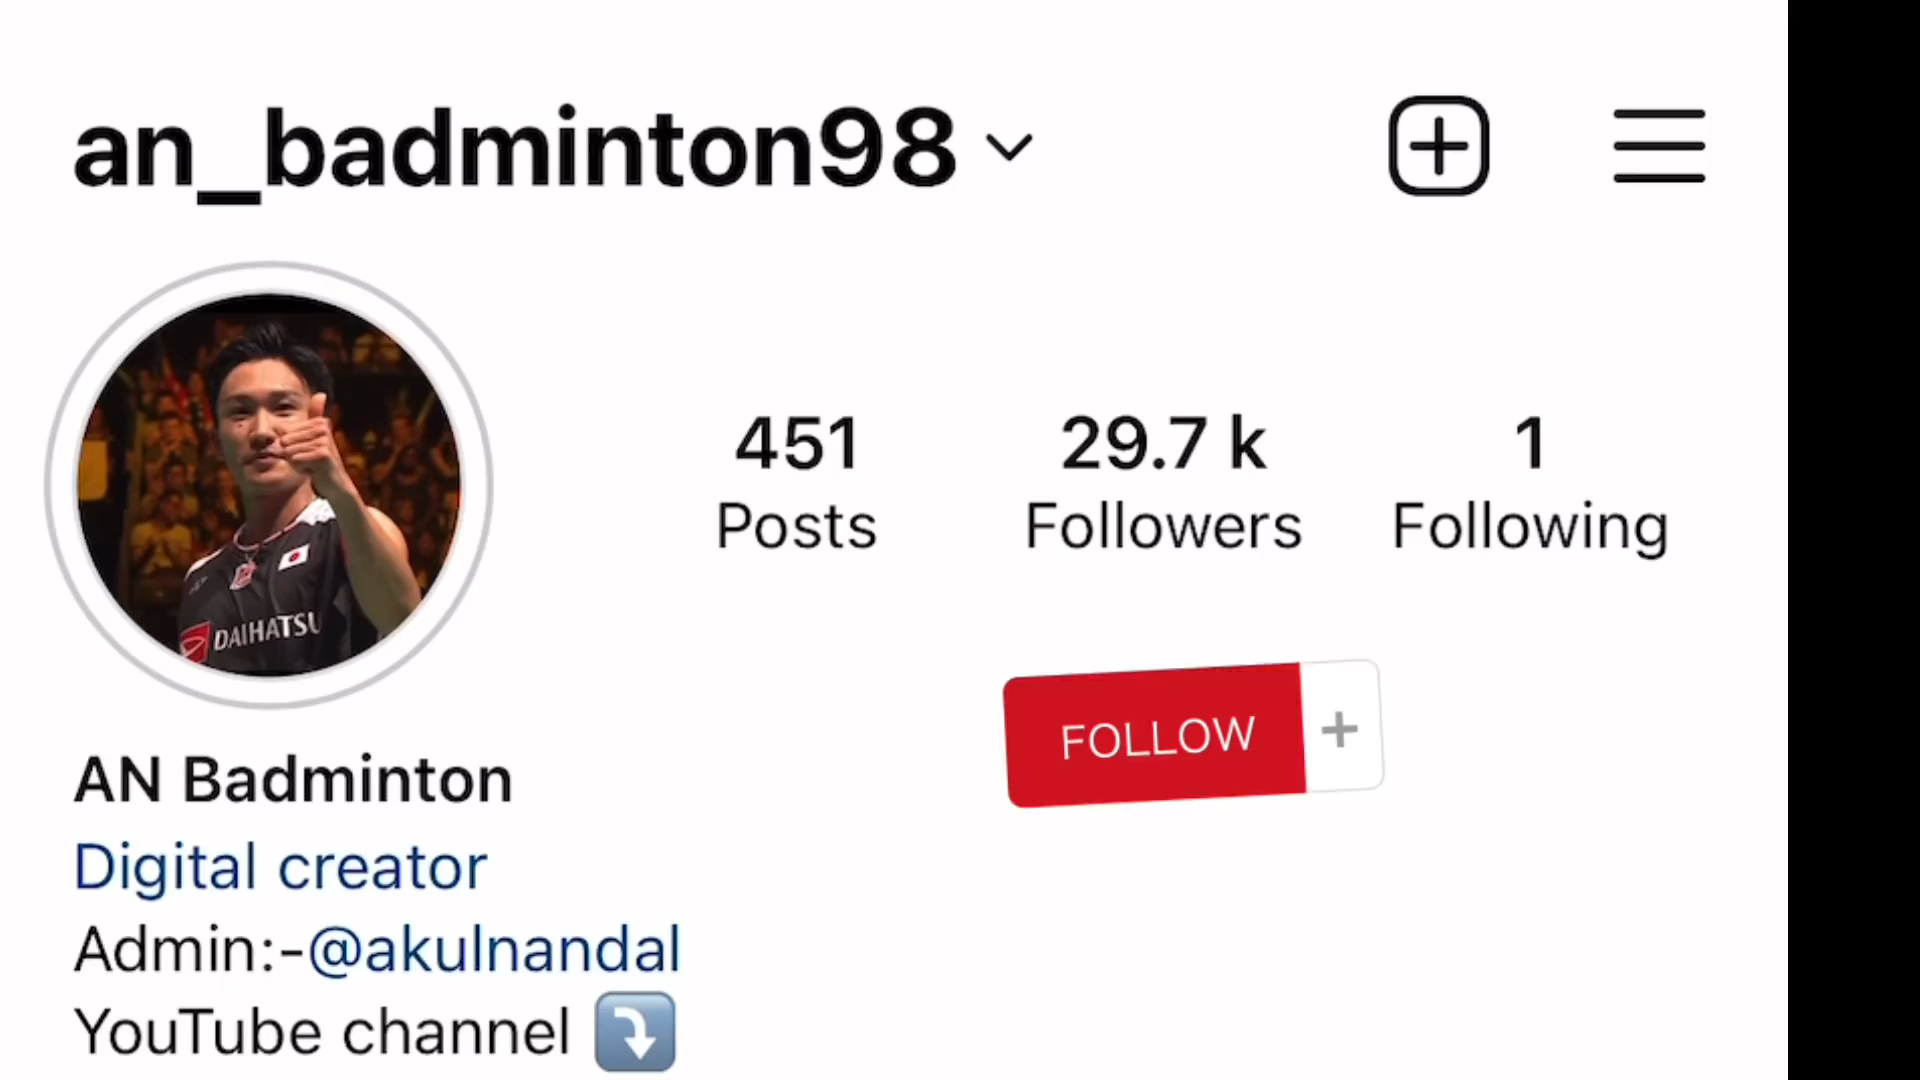 an_badminton98
451 29.7 k 1
Posts Followers Following
DAIHATSU
FOLLOW +
AN Badminton
Digital creator
Admin:-@akulnandal
YouTube channel